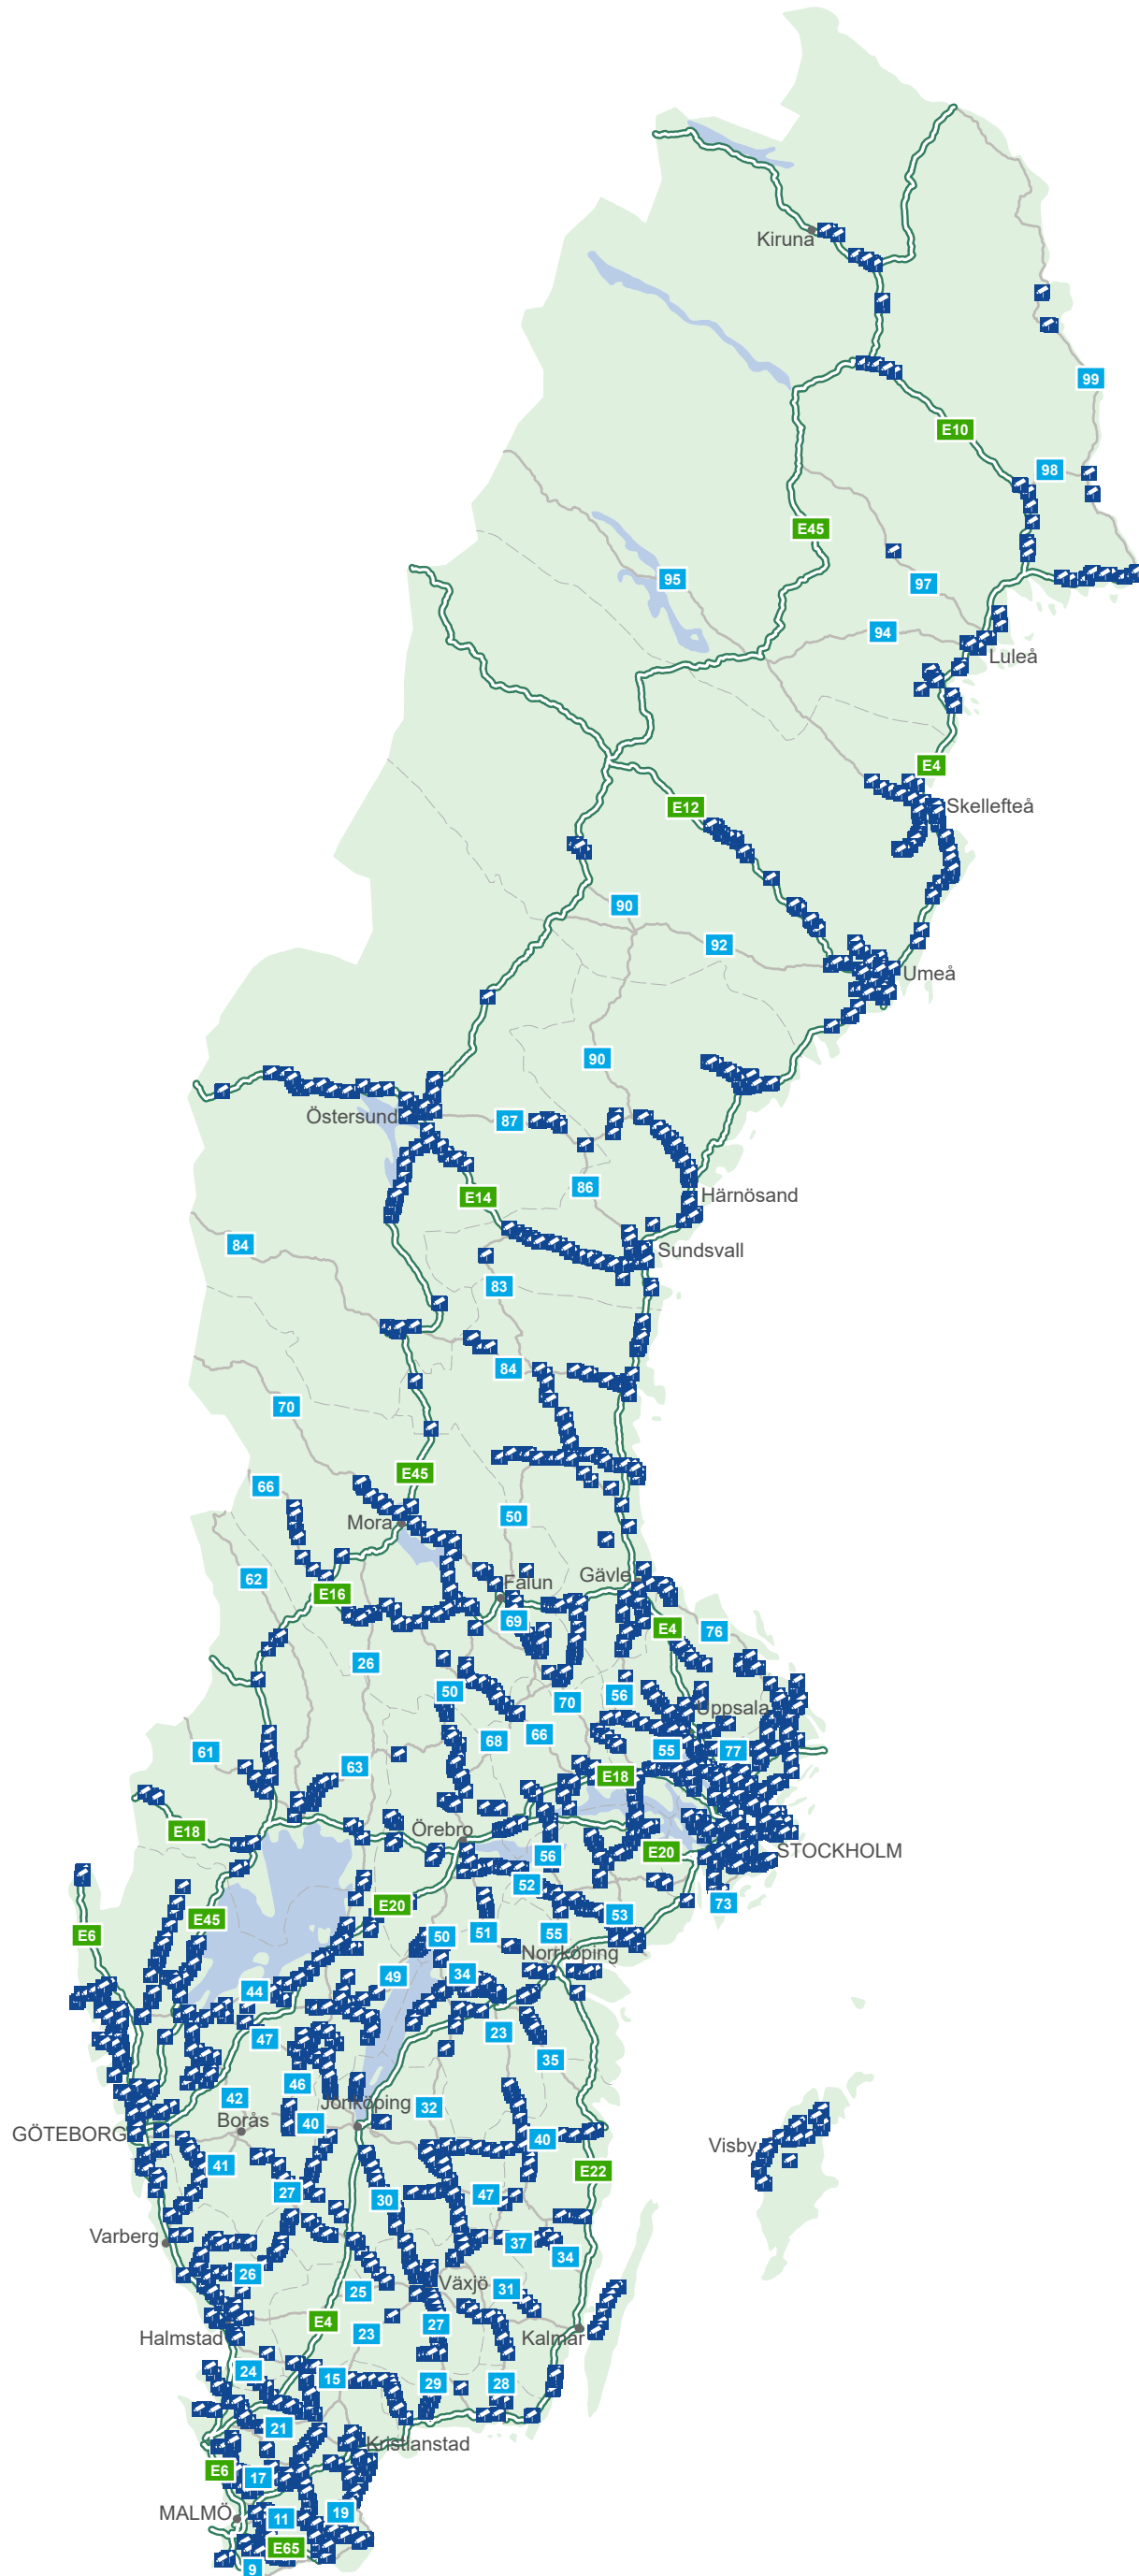 Kiruna
99
E10
98
E45
95
97
94
Luleå
E4
E12
Skellefteå
90
92
Umeå
90
Östersund
87
86
E14
Härnösand
84
Sundsvall
83
84
70
E45
66
50
Mora
62
Gävle
Falun
E16
69
E4
76
26
50
56
70
Uppsala
66
68
61
55
77
63
E18
E18
Örebro
E20
STOCKHOLM
56
52
73
E20
53
E45
51
55
E6
50
Norrköping
34
49
44
23
47
35
46
42
32
Jönköping
Borås
40
GÖTEBORG
40
Visby
41
E22
27
47
30
Varberg
37
34
26
Växjö
31
25
E4
27
23
Halmstad
Kalmar
24
15
29
28
21
Kristianstad
E6
17
19
MALMÖ
11
E65
9